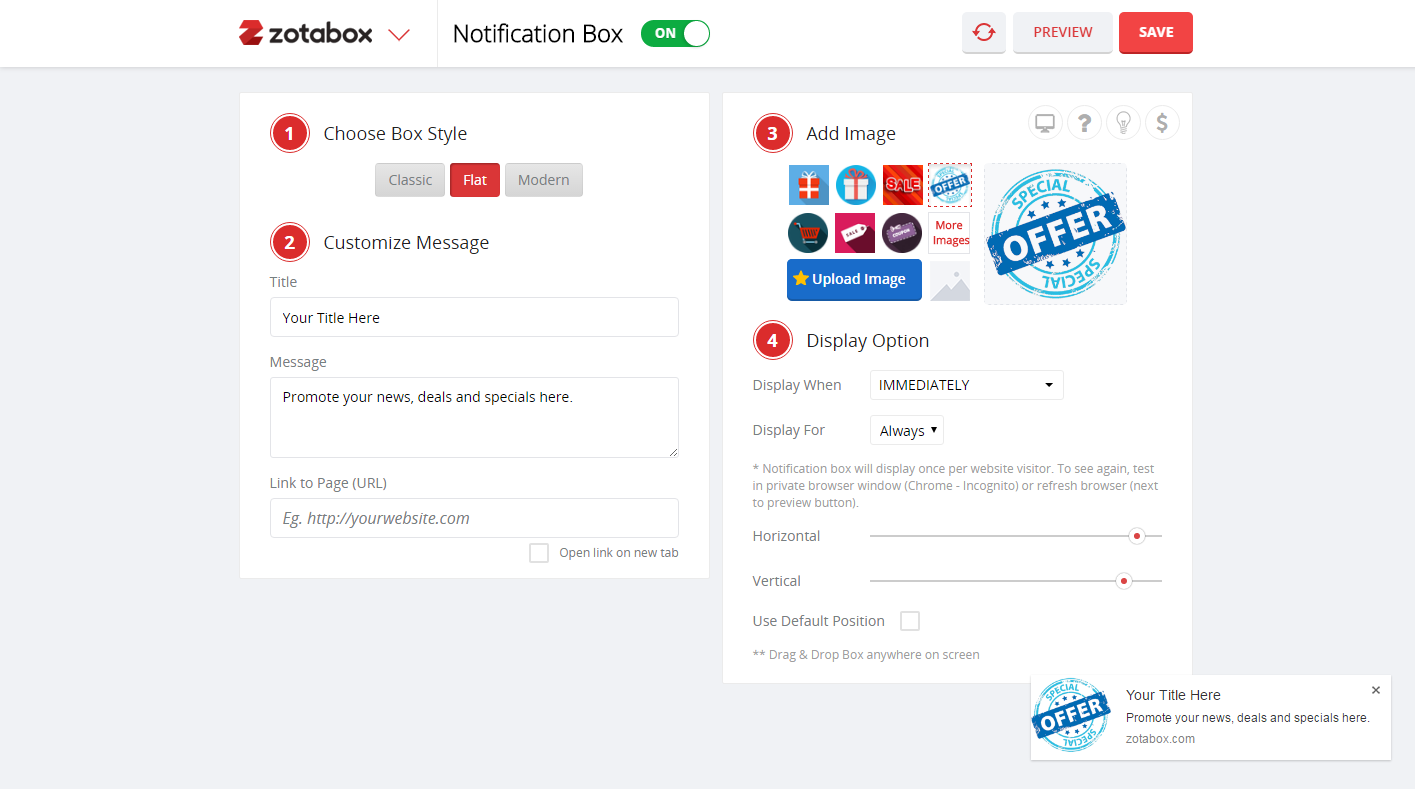 zotabox
Notification Box
ON
PREVIEW
SAVE
1
Choose Box Style
Classic
Flat
Modern
2
Customize Message
Title
Your Title Here
Message
Promote your news, deals and specials here.
Link to Page (URL)
Eg. http://yourwebsite.com
Open link on new tab
3
Add Image
?
$
SALE
OFFER
SALE
COUPON
More
Images
Upload Image
SPECIAL
OFFER
SPECIAL
4
Display Option
Display When
IMMEDIATELY
Display For
Always
* Notification box will display once per website visitor. To see again, test
in private browser window (Chrome - Incognito) or refresh browser (next
to preview button).
Horizontal
Vertical
Use Default Position
** Drag & Drop Box anywhere on screen
SPECIAL
OFFER
SPECIAL
Your Title Here
×
Promote your news, deals and specials here.
zotabox.com